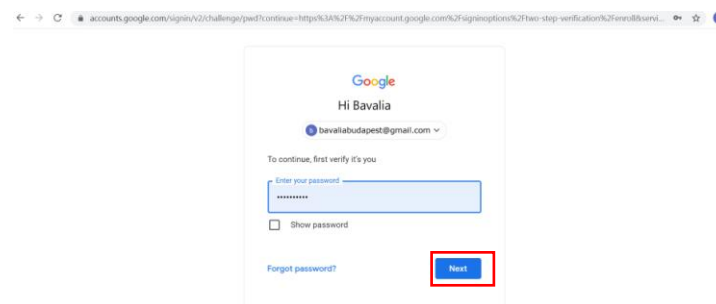 accounts.google.com/signin/v2/challenge/pwd?continue=https%3A%2F%2Fmyaccount.google.com%2Fsigninoptions%2Ftwo-step-verification%2Fenroll&servi...
Google
Hi Bavalia
bavaliabudapest@gmail.com
To continue, first verify it's you
Enter your password
••••••••••
Show password
Forgot password?
Next